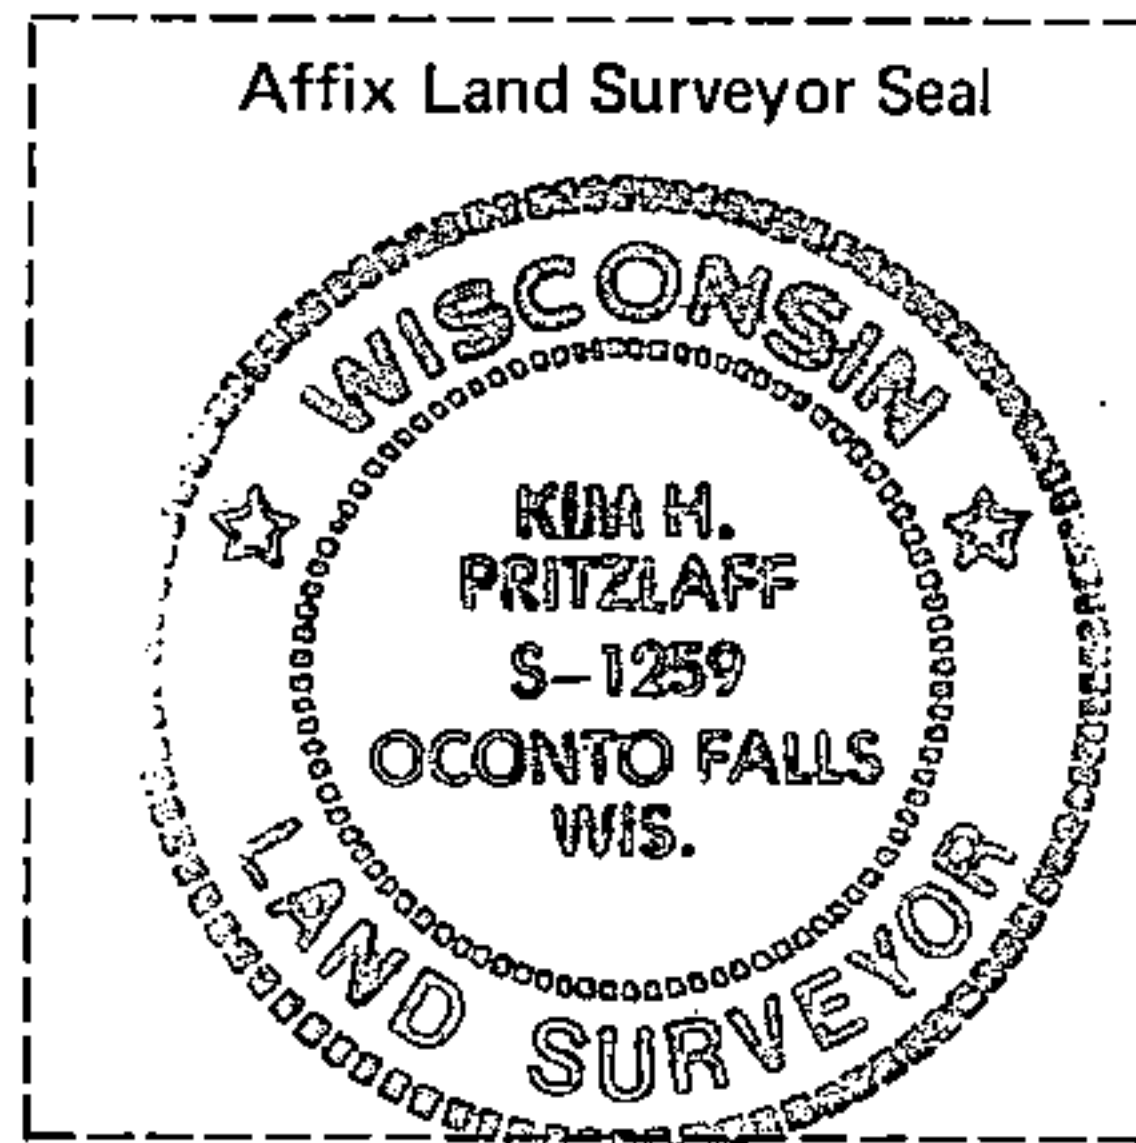 Affix Land Surveyor Seal
WISCONSIN
KIM H.
PRITZLAFF
S-1259
OCONTO FALLS
WIS.
LAND SURVEYOR